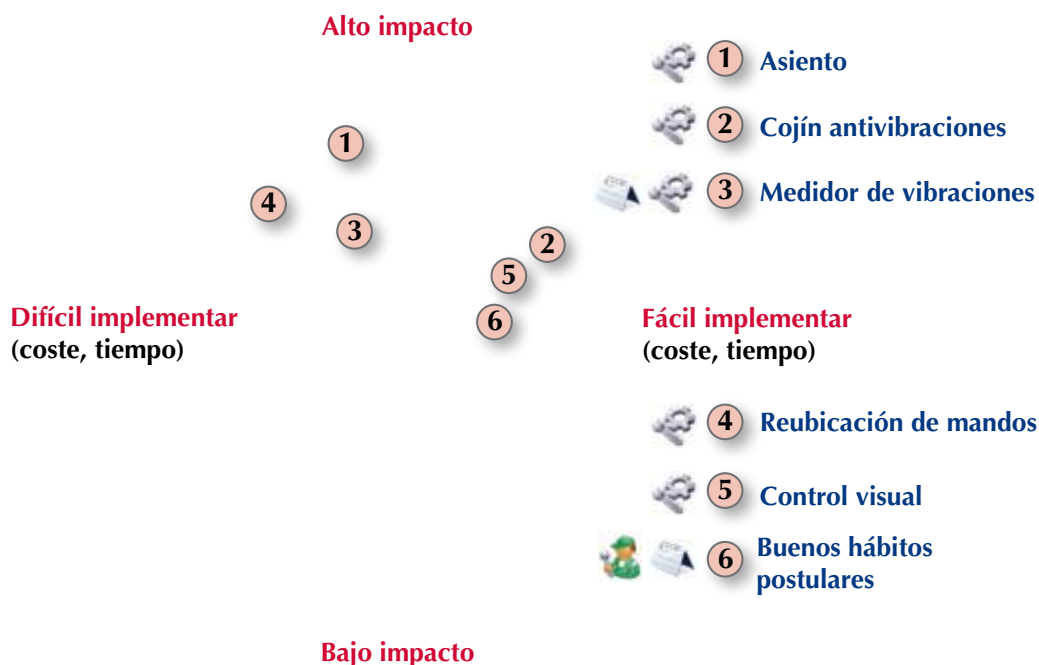 Alto impacto
1 Asiento
2 Cojín antivibraciones
3 Medidor de vibraciones
1
4
3
2
5
6
Difícil implementar
(coste, tiempo)
Fácil implementar
(coste, tiempo)
4 Reubicación de mandos
5 Control visual
6 Buenos hábitos
postulares
Bajo impacto